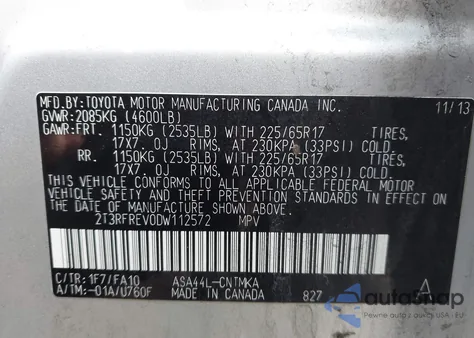 MFD.BY:TOYOTA MOTOR MANUFACTURING CANADA INC. 11/13
GVWR:2085KG (4600LB)
GAWR:FRT. 1150KG (2535LB) WITH 225/65R17 TIRES,
17X7. 0J RIMS, AT 230KPA (33PSI) COLD.
RR. 1150KG (2535LB) WITH 225/65R17 TIRES,
17X7. 0J RIMS, AT 230KPA (33PSI) COLD.
THIS VEHICLE CONFORMS TO ALL APPLICABLE FEDERAL MOTOR
VEHICLE SAFETY AND THEFT PREVENTION STANDARDS IN EFFECT ON
THE DATE OF MANUFACTURE SHOWN ABOVE.
2T3RFREV0DW112572 MPV
C/TR:1F7/FA10 ASA44L-CNTMKA A
A/TM:-01A/U760F MADE IN CANADA 827
autoSnap
Autos from USA - EU